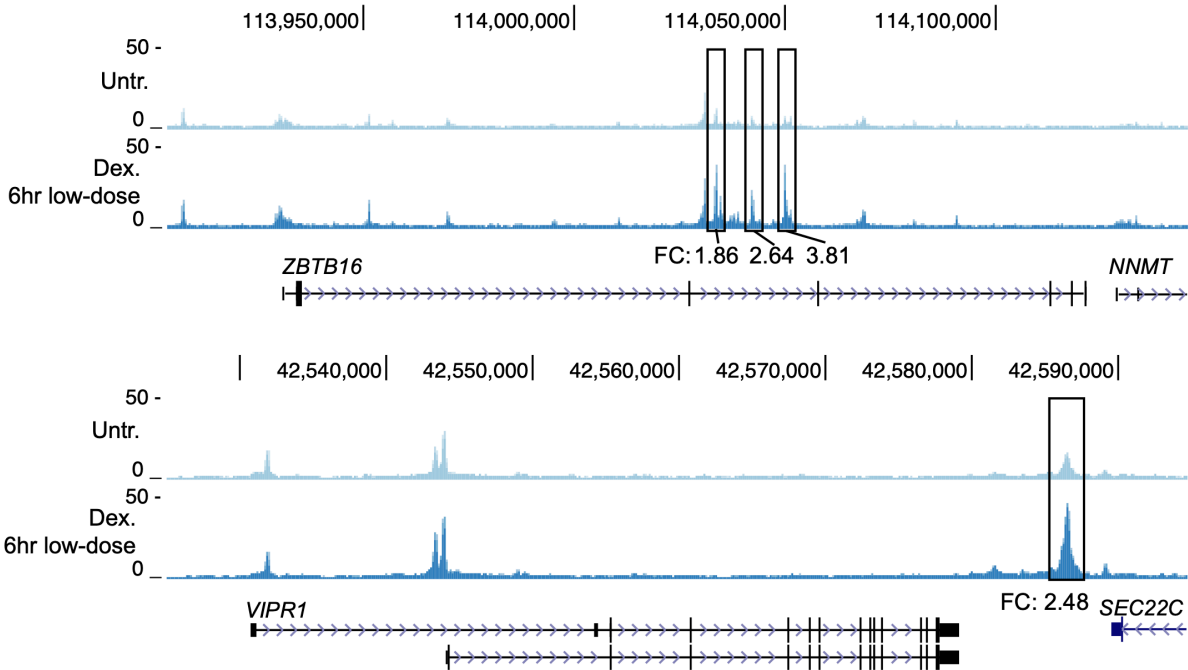 113,950,000 114,000,000 114,050,000 114,100,000
50 -
Untr.
0 _
50 -
Dex.
6hr low-dose
0 _
FC: 1.86 2.64 3.81
ZBTB16 NNMT
42,540,000 42,550,000 42,560,000 42,570,000 42,580,000 42,590,000
50 -
Untr.
0 _
50 -
Dex.
6hr low-dose
0 _
FC: 2.48
VIPR1 SEC22C